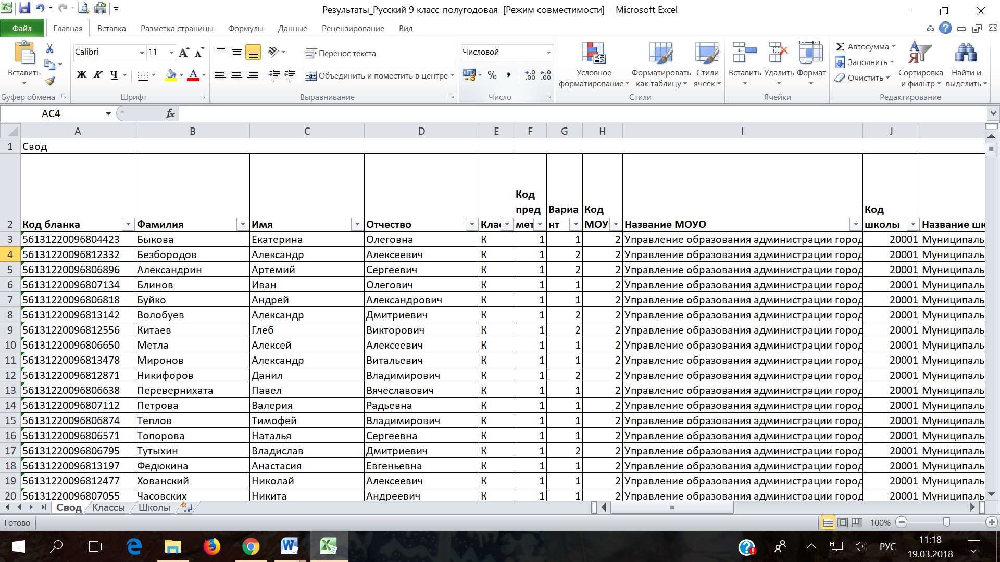 Результаты_Русский 9 класс-полугодовая [Режим совместимости] - Microsoft Excel
Файл Главная Вставка Разметка страницы Формулы Данные Рецензирование Вид
Calibri 11 Перенос текста Числовой Автосумма
Вставить Ж К Ч Объединить и поместить в центре % Условное форматирование Форматировать как таблицу Стили ячеек Вставить Удалить Формат Заполнить Очистить Сортировка и фильтр Найти и выделить
Буфер обмена Шрифт Выравнивание Число Стили Ячейки Редактирование
AC4 fx
A B C D E F G H I J
1 Свод
2 Код бланка Фамилия Имя Отчество Клас Код пред мет Вариа нт Код МОУО Название МОУО Код школы Название шк
3 56131220096804423 Быкова Екатерина Олеговна К 1 1 2 Управление образования администрации город 20001 Муниципаль
4 56131220096812332 Безбородов Александр Алексеевич К 1 2 2 Управление образования администрации город 20001 Муниципаль
5 56131220096806896 Александрин Артемий Сергеевич К 1 2 2 Управление образования администрации город 20001 Муниципаль
6 56131220096807134 Блинов Иван Олегович К 1 1 2 Управление образования администрации город 20001 Муниципаль
7 56131220096806818 Буйко Андрей Александрович К 1 1 2 Управление образования администрации город 20001 Муниципаль
8 56131220096813142 Волобуев Александр Дмитриевич К 1 2 2 Управление образования администрации город 20001 Муниципаль
9 56131220096812556 Китаев Глеб Викторович К 1 2 2 Управление образования администрации город 20001 Муниципаль
10 56131220096806650 Метла Алексей Алексеевич К 1 1 2 Управление образования администрации город 20001 Муниципаль
11 56131220096813478 Миронов Александр Витальевич К 1 1 2 Управление образования администрации город 20001 Муниципаль
12 56131220096812871 Никифоров Данил Владимирович К 1 2 2 Управление образования администрации город 20001 Муниципаль
13 56131220096806638 Перевернихата Павел Вячеславович К 1 1 2 Управление образования администрации город 20001 Муниципаль
14 56131220096807112 Петрова Валерия Радьевна К 1 1 2 Управление образования администрации город 20001 Муниципаль
15 56131220096806874 Теплов Тимофей Владимирович К 1 1 2 Управление образования администрации город 20001 Муниципаль
16 56131220096806571 Топорова Наталья Сергеевна К 1 1 2 Управление образования администрации город 20001 Муниципаль
17 56131220096806795 Тутыхин Владислав Дмитриевич К 1 2 2 Управление образования администрации город 20001 Муниципаль
18 56131220096813197 Федюкина Анастасия Евгеньевна К 1 1 2 Управление образования администрации город 20001 Муниципаль
19 56131220096812477 Хованский Николай Алексеевич К 1 1 2 Управление образования администрации город 20001 Муниципаль
20 56131220096807055 Часовских Никита Андреевич К 1 1 2 Управление образования администрации город 20001 Муниципаль
Свод Классы Школы
Готово 100%
РУС 11:18
19.03.2018